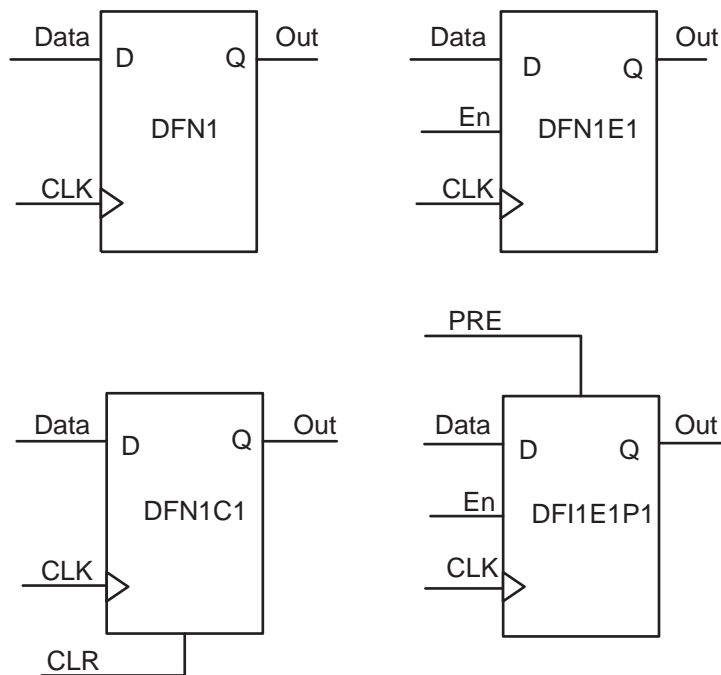 Data
D
Q
Out
DFN1
CLK
Data
D
Q
Out
En
DFN1E1
CLK
Data
D
Q
Out
DFN1C1
CLK
CLR
PRE
Data
D
Q
Out
En
DFI1E1P1
CLK